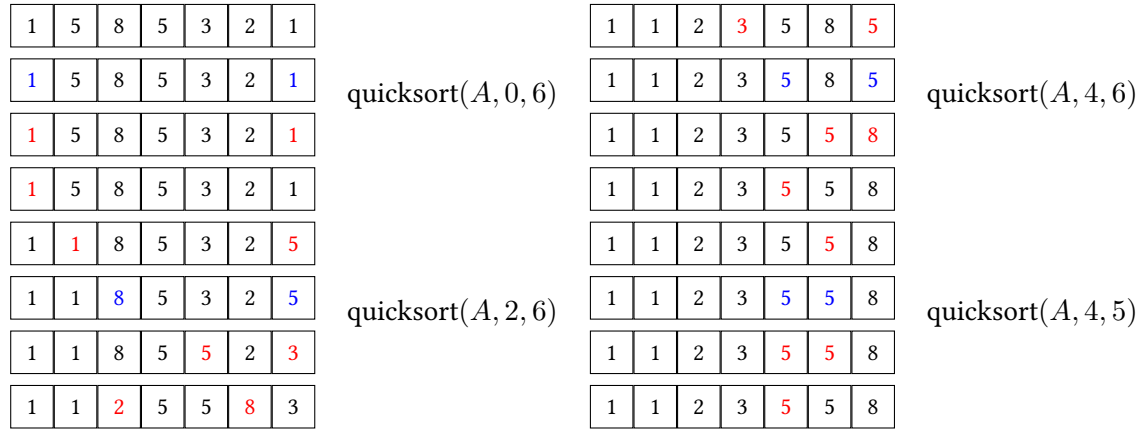 1 5 8 5 3 2 1
1 5 8 5 3 2 1
quicksort(A, 0, 6)
1 5 8 5 3 2 1
1 5 8 5 3 2 1
1 1 8 5 3 2 5
1 1 8 5 3 2 5
quicksort(A, 2, 6)
1 1 8 5 5 2 3
1 1 2 5 5 8 3
1 1 2 3 5 8 5
1 1 2 3 5 8 5
quicksort(A, 4, 6)
1 1 2 3 5 5 8
1 1 2 3 5 5 8
1 1 2 3 5 5 8
1 1 2 3 5 5 8
quicksort(A, 4, 5)
1 1 2 3 5 5 8
1 1 2 3 5 5 8